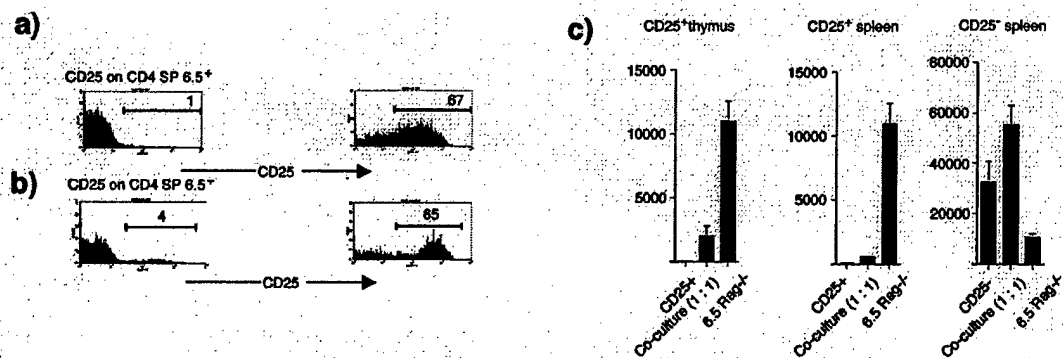 a)
CD25 on CD4 SP 6.5+
1
67
CD25
b)
CD25 on CD4 SP 6.5+
4
65
CD25
c)
CD25+ thymus
15000
10000
5000
CD25+
Co-culture (1 : 1)
6.5 Rag-/-
CD25+ spleen
15000
10000
5000
CD25+
Co-culture (1 : 1)
6.5 Rag-/-
CD25- spleen
80000
60000
40000
20000
CD25-
Co-culture (1 : 1)
6.5 Rag-/-